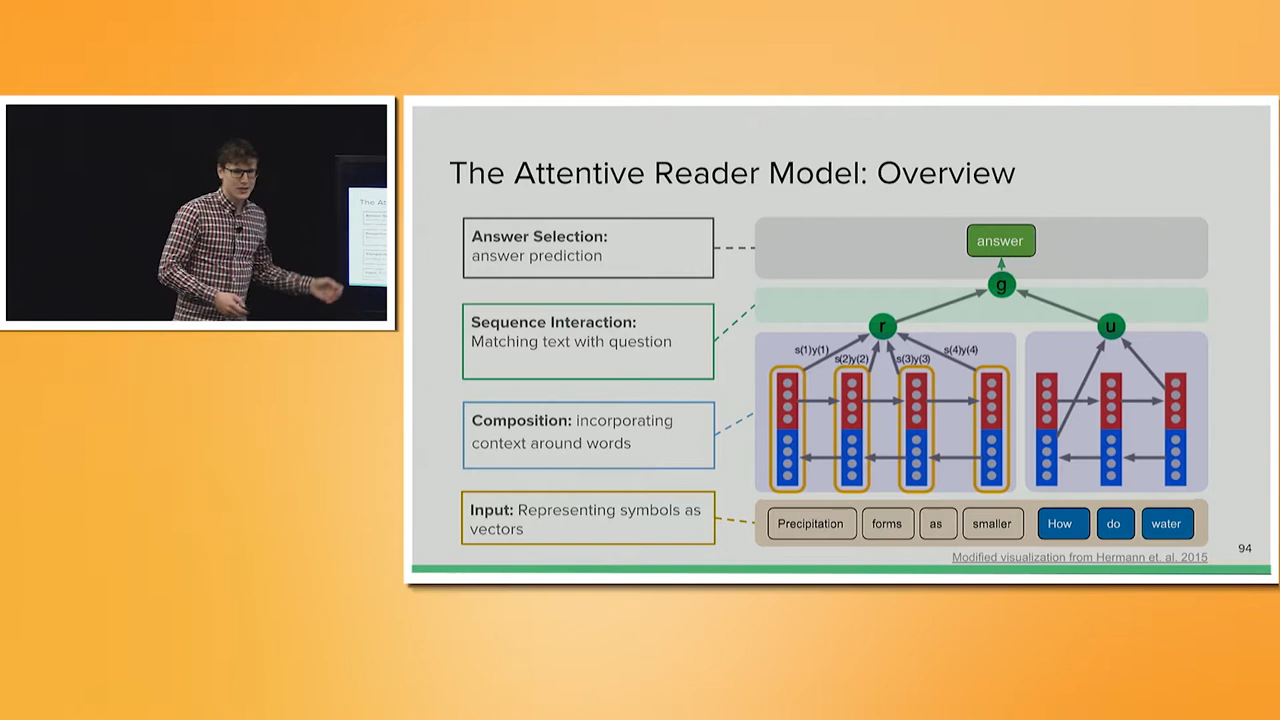 The Attentive Reader Model: Overview
Answer Selection:
answer prediction
answer
g
Sequence Interaction:
Matching text with question
r
u
s(1)y(1)
s(2)y(2)
s(3)y(3)
s(4)y(4)
Composition: incorporating
context around words
Input: Representing symbols as
vectors
Precipitation forms as smaller How do water
Modified visualization from Hermann et. al. 2015
94
The At